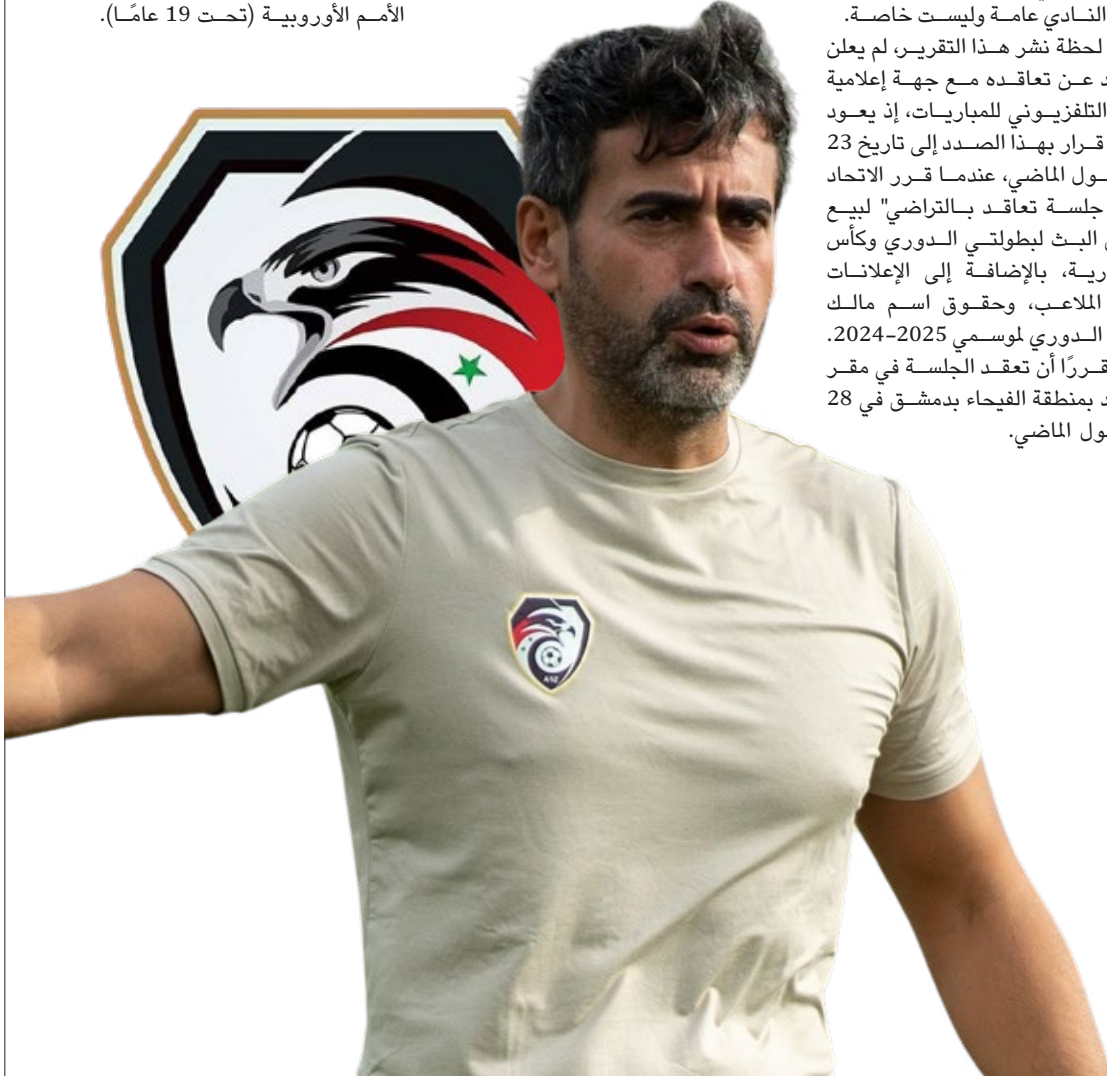 النادي عامة وليست خاصة.
لحظة نشر هذا التقرير، لم يعلن
د عن تعاقده مع جهة إعلامية
التلفزيوني للمباريات، إذ يعود
قرار بهذا الصدد إلى تاريخ 23
ول الماضي، عندما قرر الاتحاد
جلسة تعاقد بالتراضي" لبيع
البث لبطولتي الدوري وكأس
رية، بالإضافة إلى الإعلانات
الملاعب، وحقوق اسم مالك
الدوري لموسمي 2025-2024.
قررًا أن تعقد الجلسة في مقر
د بمنطقة الفيحاء بدمشق في 28
ول الماضي.
الأمم الأوروبية (تحت 19 عامًا).